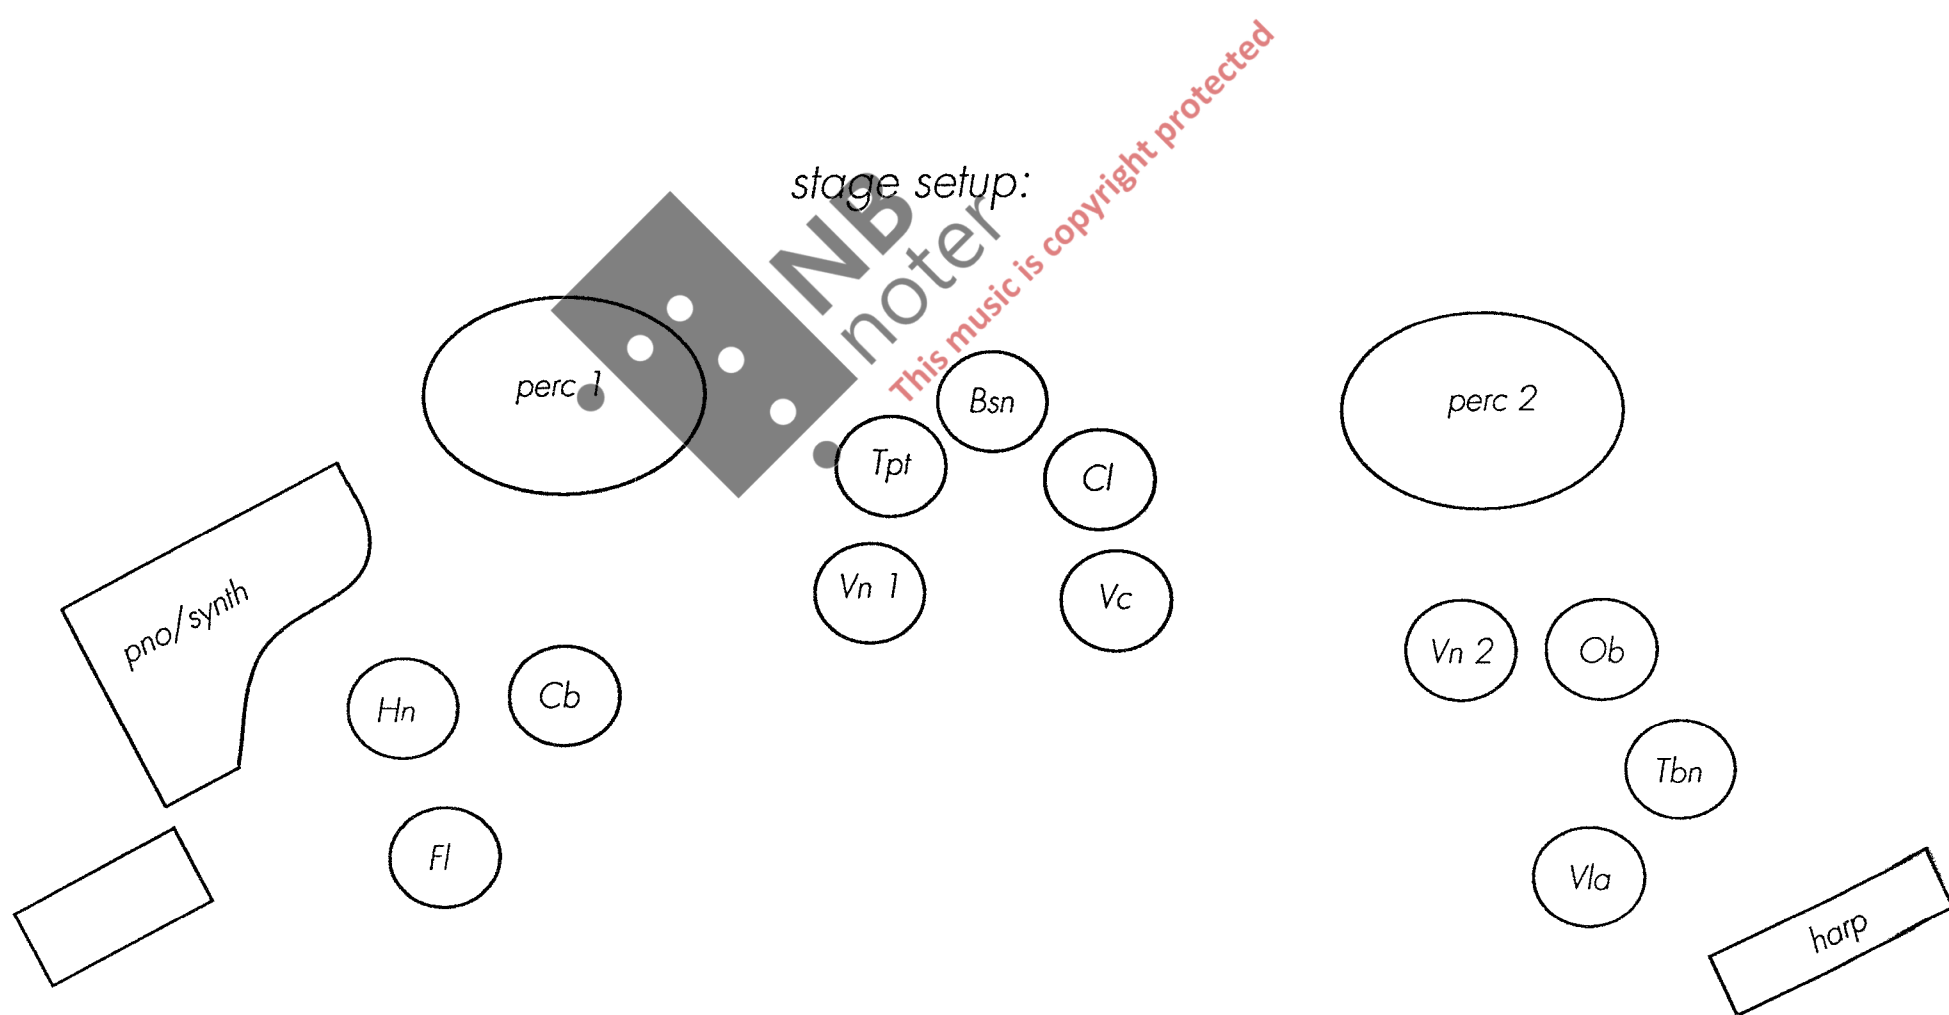 stage setup:
NB
noter
This music is copyright protected
perc 1
Bsn
perc 2
Tpt
Cl
Vn 1
Vc
pno/synth
Hn
Cb
Vn 2
Ob
Tbn
Fl
Vla
harp